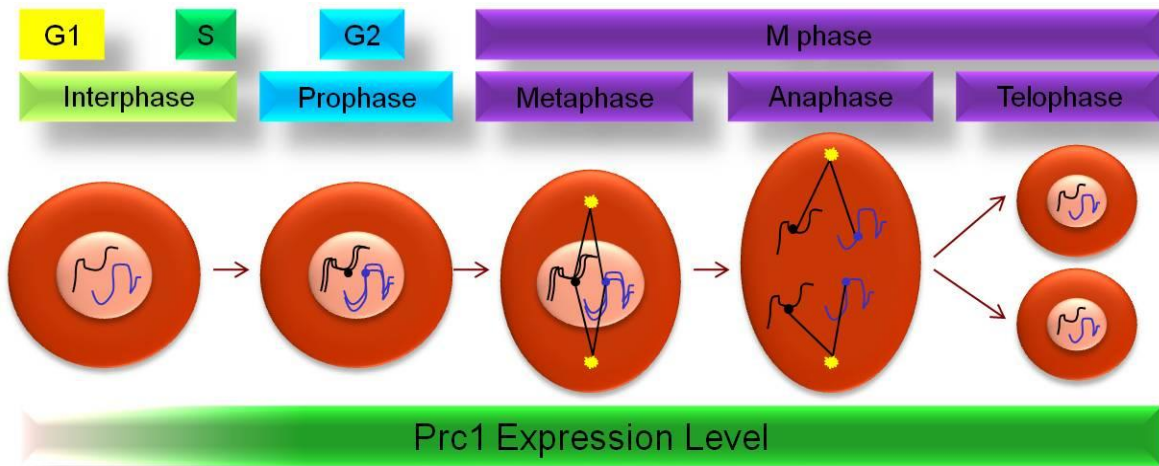 G1 S G2 M phase
Interphase Prophase Metaphase Anaphase Telophase
Prc1 Expression Level